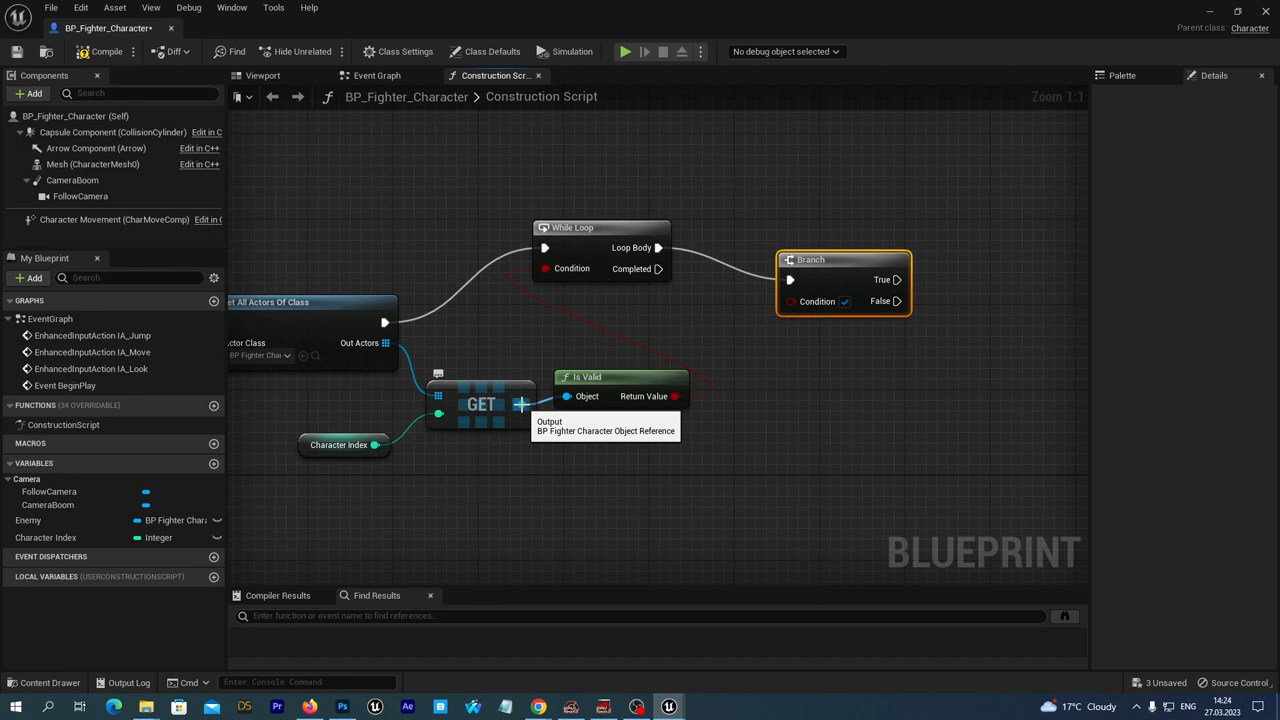 File Edit Asset View Debug Window Tools Help
BP_Fighter_Character*
Parent class: Character
Compile Diff Find Hide Unrelated Class Settings Class Defaults Simulation No debug object selected
Components
Add Search
BP_Fighter_Character (Self)
Capsule Component (CollisionCylinder) Edit in C
Arrow Component (Arrow) Edit in C++
Mesh (CharacterMesh0) Edit in C++
CameraBoom
FollowCamera
Character Movement (CharMoveComp) Edit in C
My Blueprint
Add Search
GRAPHS
EventGraph
EnhancedInputAction IA_Jump
EnhancedInputAction IA_Move
EnhancedInputAction IA_Look
Event BeginPlay
FUNCTIONS (34 OVERRIDABLE)
ConstructionScript
MACROS
VARIABLES
Camera
FollowCamera
CameraBoom
Enemy BP Fighter Chara
Character Index Integer
EVENT DISPATCHERS
LOCAL VARIABLES (USERCONSTRUCTIONSCRIPT)
Viewport Event Graph Construction Scr...
BP_Fighter_Character > Construction Script Zoom 1:1
While Loop
Loop Body
Condition Completed
Branch
True
Condition False
et All Actors Of Class
ctor Class Out Actors
BP Fighter Chai
GET
Is Valid
Object Return Value
Output
BP Fighter Character Object Reference
Character Index
BLUEPRINT
Palette Details
Compiler Results Find Results
Enter function or event name to find references...
Content Drawer Output Log Cmd Enter Console Command 3 Unsaved Source Control
17°C Cloudy
14:24
27.03.2023